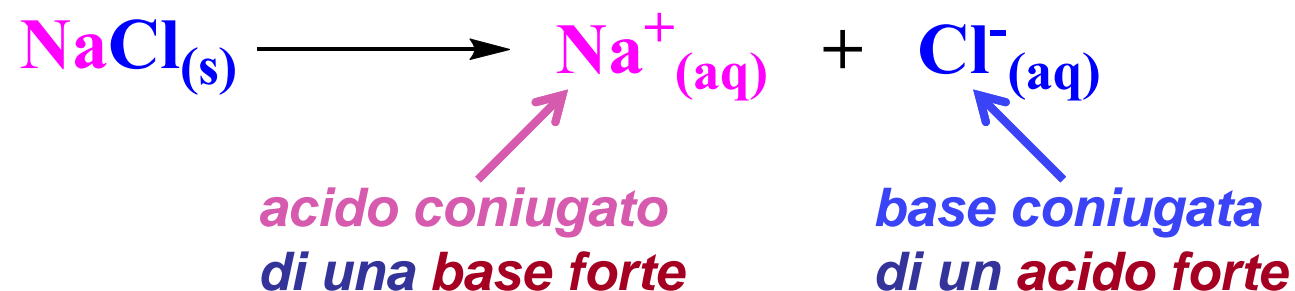 NaCl(s) ⟶ Na⁺(aq) + Cl⁻(aq)
acido coniugato base coniugata
di una base forte di un acido forte